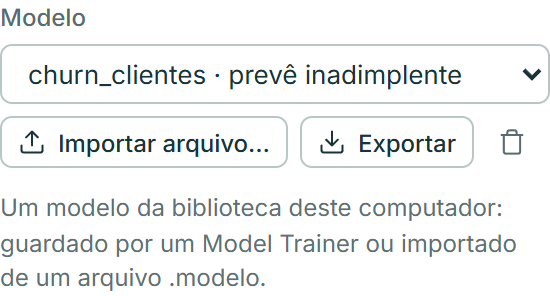 Modelo
churn_clientes · prevê inadimplente
Importar arquivo...
Exportar
Um modelo da biblioteca deste computador:
guardado por um Model Trainer ou importado
de um arquivo .modelo.